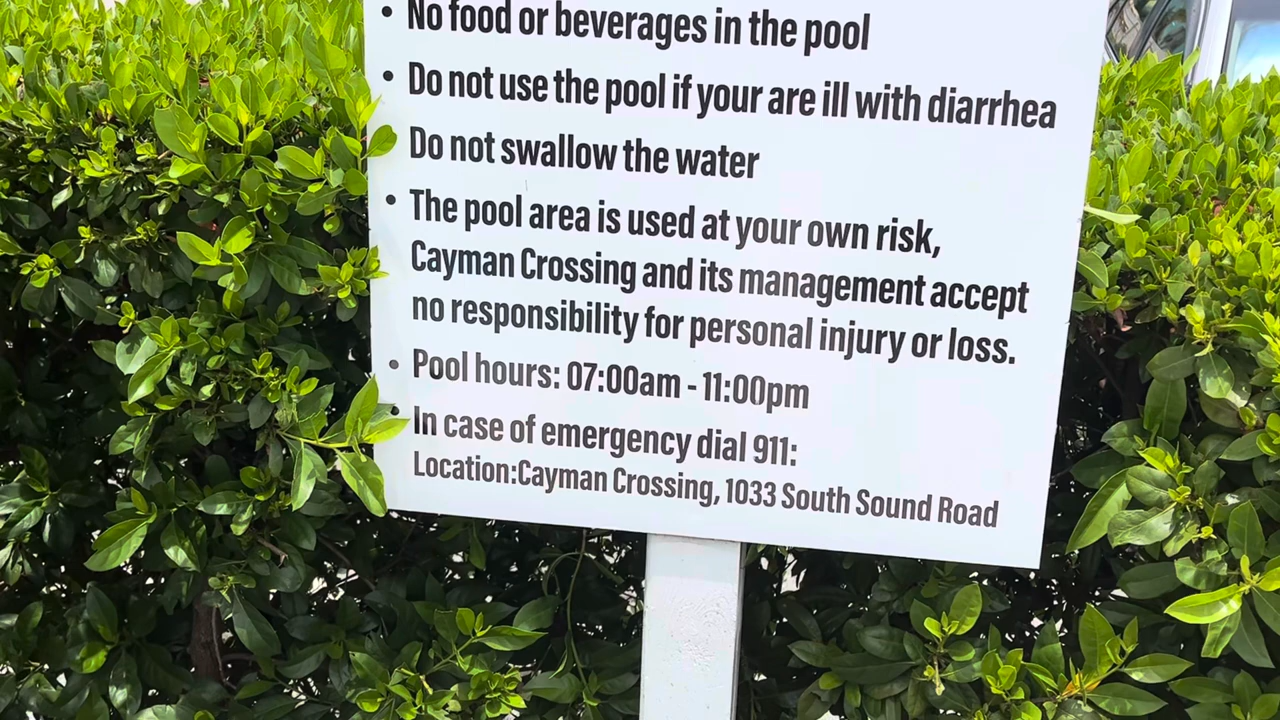 • No food or beverages in the pool
• Do not use the pool if your are ill with diarrhea
Do not swallow the water
• The pool area is used at your own risk,
Cayman Crossing and its management accept
no responsibility for personal injury or loss.
• Pool hours: 07:00am - 11:00pm
• In case of emergency dial 911:
Location:Cayman Crossing, 1033 South Sound Road